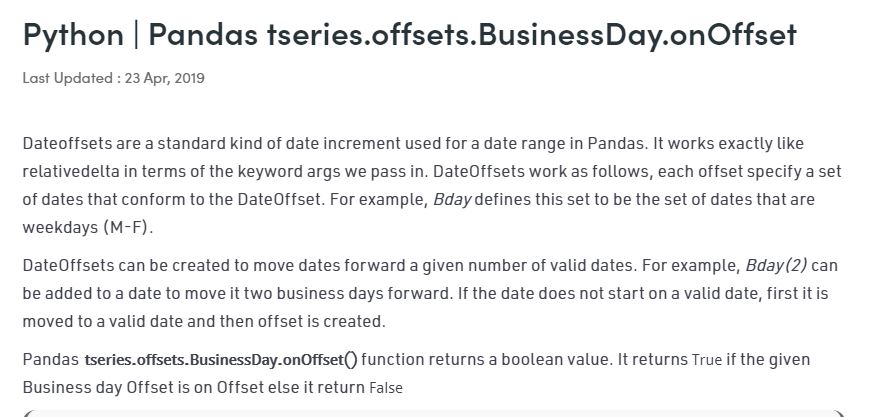 Python | Pandas tseries.offsets.BusinessDay.onOffset
Last Updated : 23 Apr, 2019
Dateoffsets are a standard kind of date increment used for a date range in Pandas. It works exactly like
relativedelta in terms of the keyword args we pass in. DateOffsets work as follows, each offset specify a set
of dates that conform to the DateOffset. For example, Bday defines this set to be the set of dates that are
weekdays (M-F).
DateOffsets can be created to move dates forward a given number of valid dates. For example, Bday(2) can
be added to a date to move it two business days forward. If the date does not start on a valid date, first it is
moved to a valid date and then offset is created.
Pandas tseries.offsets.BusinessDay.onOffset() function returns a boolean value. It returns True if the given
Business day Offset is on Offset else it return False